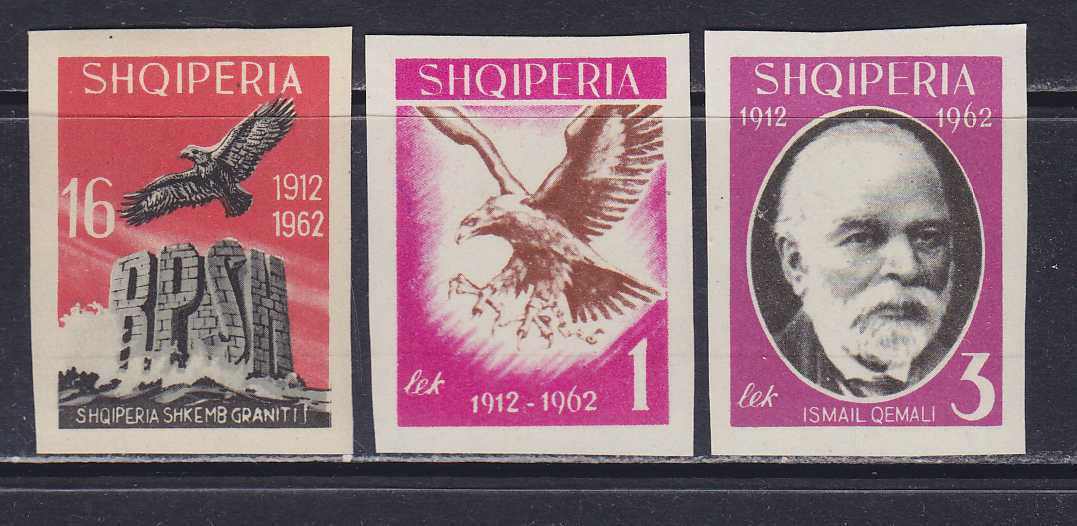 SHQIPERIA
16
1912
1962
RPSH
SHQIPERIA SHKEMB GRANITI
SHQIPERIA
lek
1912-1962
1
SHQIPERIA
1912 1962
lek
3
ISMAIL QEMALI